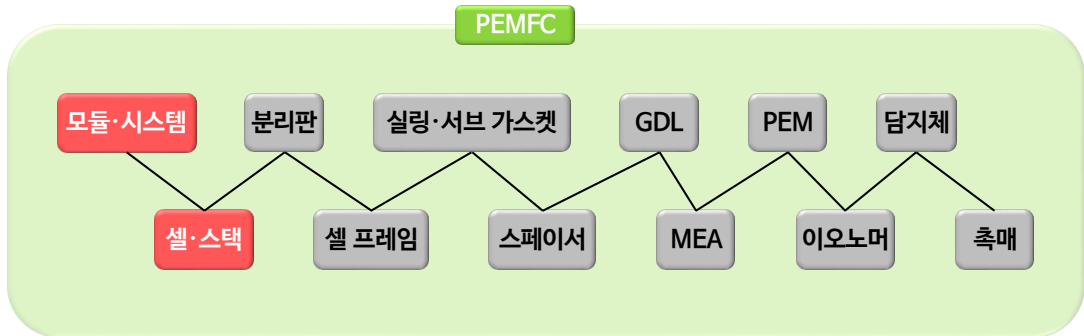 PEMFC
모듈·시스템
분리판
실링·서브 가스켓
GDL
PEM
담지체
셀·스택
셀 프레임
스페이서
MEA
이오노머
촉매